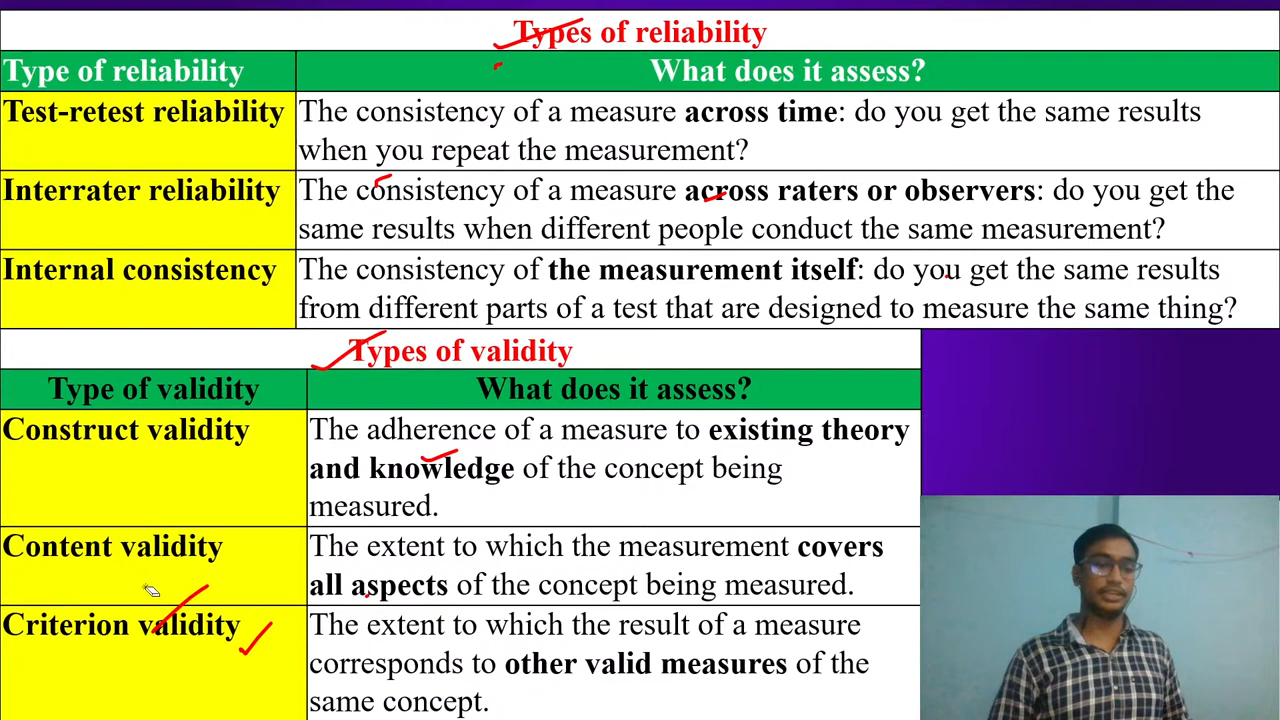 Types of reliability
Type of reliability What does it assess?
Test-retest reliability The consistency of a measure across time: do you get the same results
when you repeat the measurement?
Interrater reliability The consistency of a measure across raters or observers: do you get the
same results when different people conduct the same measurement?
Internal consistency The consistency of the measurement itself: do you get the same results
from different parts of a test that are designed to measure the same thing?
Types of validity
Type of validity What does it assess?
Construct validity The adherence of a measure to existing theory
and knowledge of the concept being
measured.
Content validity The extent to which the measurement covers
all aspects of the concept being measured.
Criterion validity The extent to which the result of a measure
corresponds to other valid measures of the
same concept.